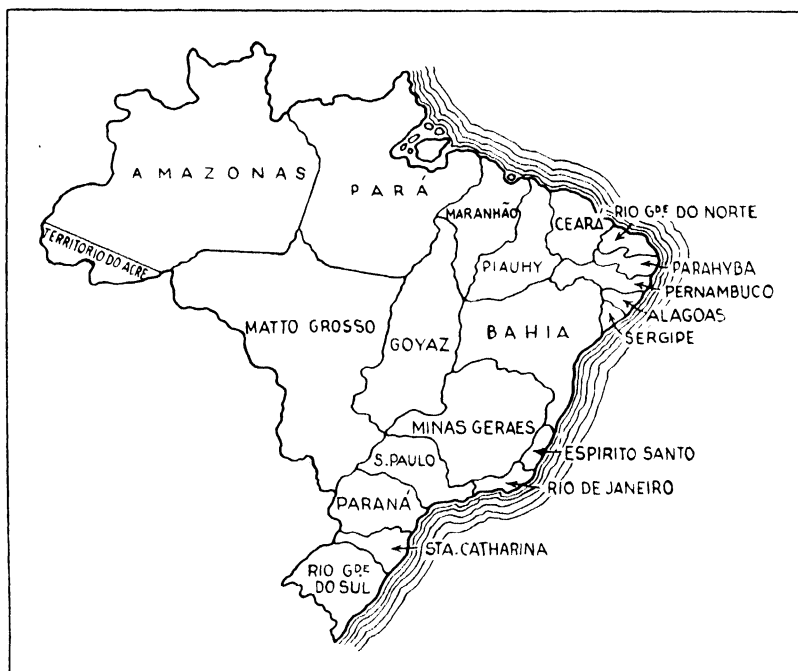 AMAZONAS
PARÁ
MARANHÃO
CEARÁ
RIO GDE. DO NORTE
TERRITORIO DO ACRE
PIAUHY
PARAHYBA
PERNAMBUCO
ALAGOAS
SERGIPE
MATTO GROSSO
GOYAZ
BAHIA
MINAS GERAES
S. PAULO
ESPIRITO SANTO
RIO DE JANEIRO
PARANÁ
STA. CATHARINA
RIO GDE.
DO SUL